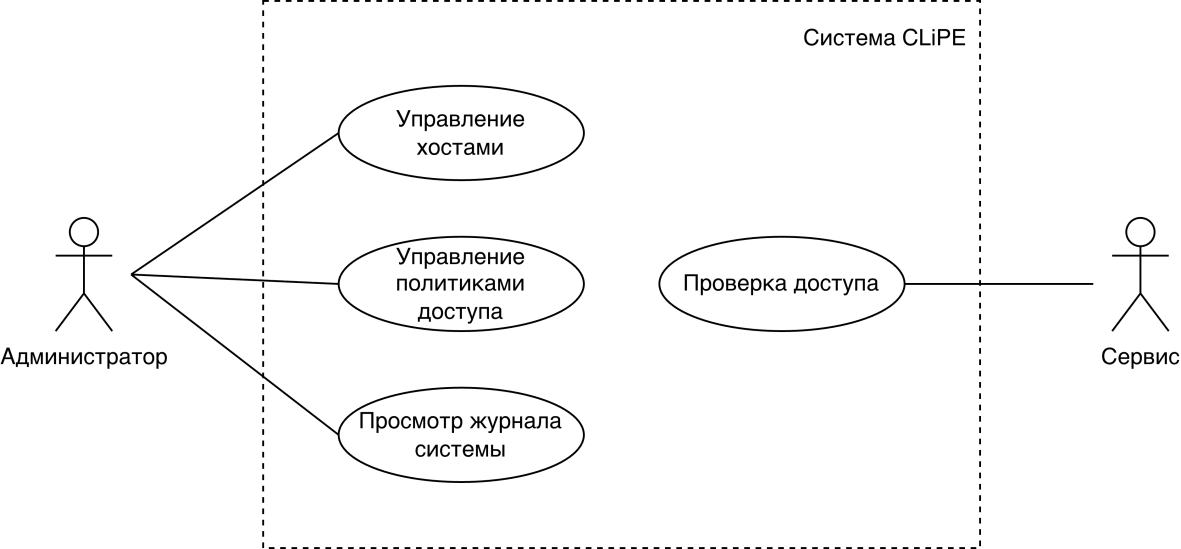 Система CLiPE
Управление
хостами
Управление
политиками
доступа
Проверка доступа
Администратор
Сервис
Просмотр журнала
системы